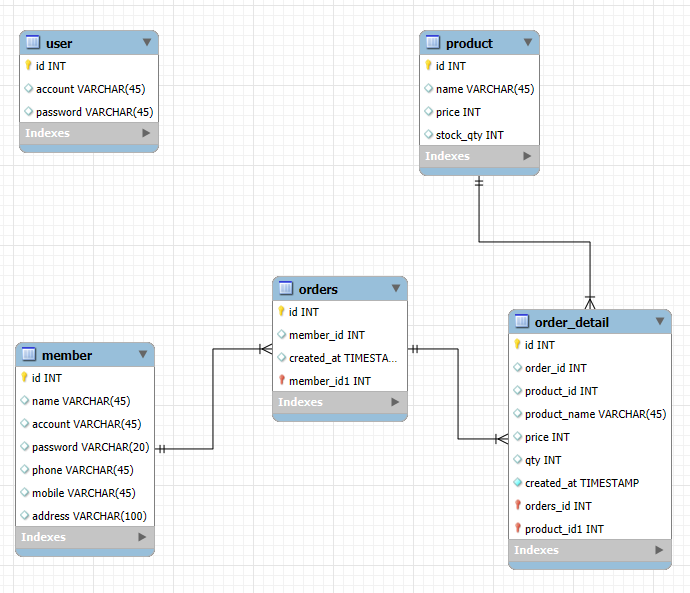 user
id INT
account VARCHAR(45)
password VARCHAR(45)
Indexes
product
id INT
name VARCHAR(45)
price INT
stock_qty INT
Indexes
orders
id INT
member_id INT
created_at TIMESTA...
member_id1 INT
Indexes
member
id INT
name VARCHAR(45)
account VARCHAR(45)
password VARCHAR(20)
phone VARCHAR(45)
mobile VARCHAR(45)
address VARCHAR(100)
Indexes
order_detail
id INT
order_id INT
product_id INT
product_name VARCHAR(45)
price INT
qty INT
created_at TIMESTAMP
orders_id INT
product_id1 INT
Indexes